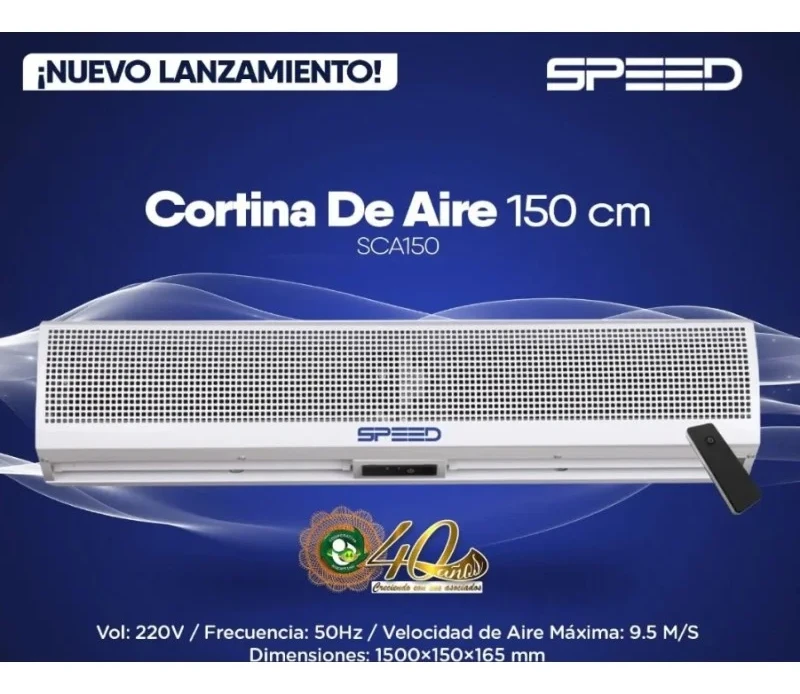 ¡NUEVO LANZAMIENTO!
SPEED
Cortina De Aire 150 cm
SCA150
SPEED
40 años
Creciendo con sus asociados
Vol: 220V / Frecuencia: 50Hz / Velocidad de Aire Máxima: 9.5 M/S
Dimensiones: 1500×150×165 mm